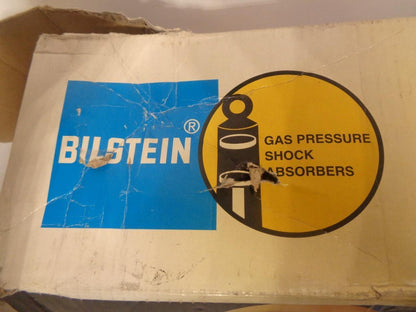 BILSTEIN®
GAS PRESSURE
SHOCK
ABSORBERS